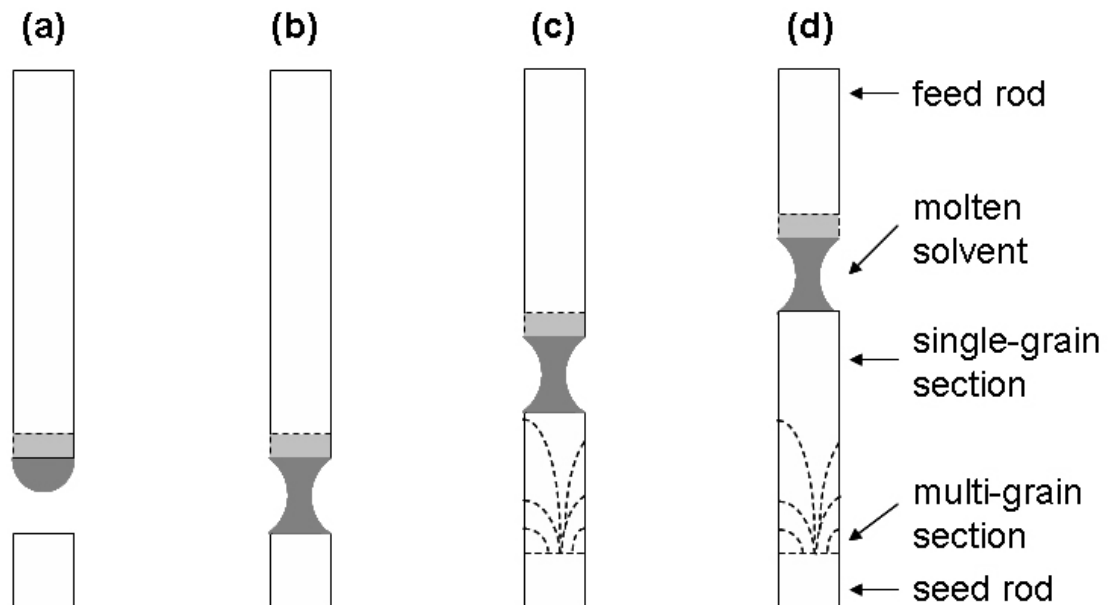 (a)
(b)
(c)
(d)
feed rod
molten
solvent
single-grain
section
multi-grain
section
seed rod